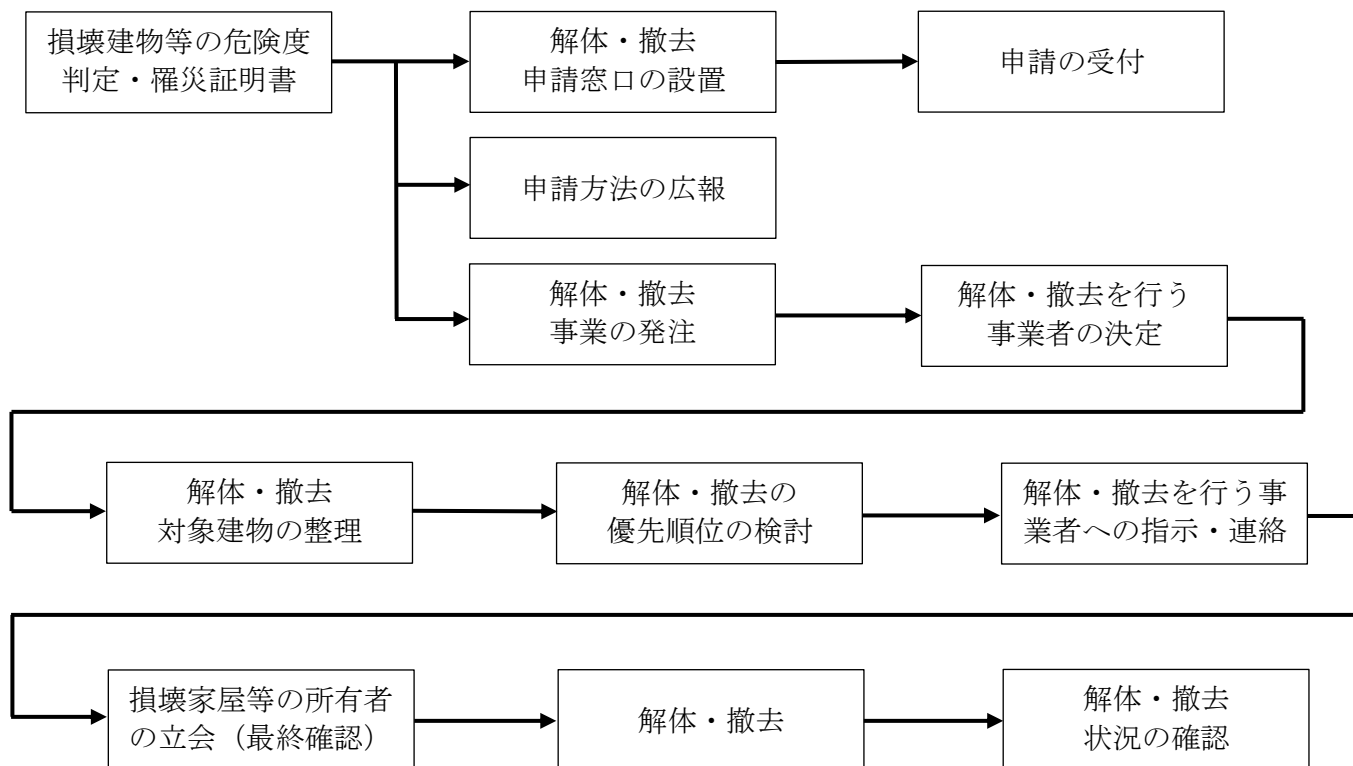 損壊建物等の危険度
判定・罹災証明書
解体・撤去
申請窓口の設置
申請の受付
申請方法の広報
解体・撤去
事業の発注
解体・撤去を行う
事業者の決定
解体・撤去
対象建物の整理
解体・撤去の
優先順位の検討
解体・撤去を行う事
業者への指示・連絡
損壊家屋等の所有者
の立会（最終確認）
解体・撤去
解体・撤去
状況の確認